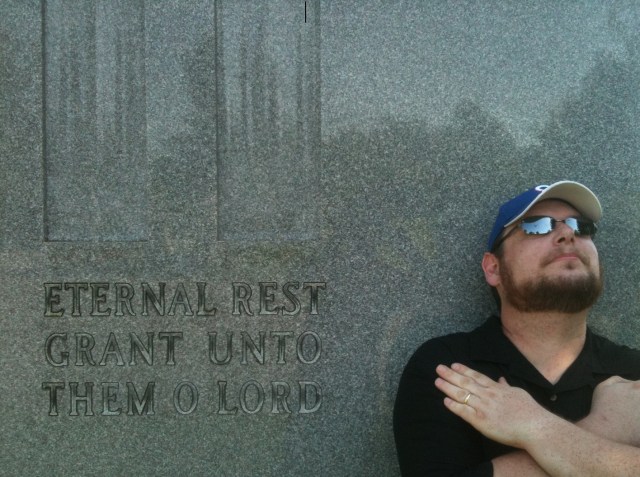 ETERNAL REST
GRANT UNTO
THEM O LORD